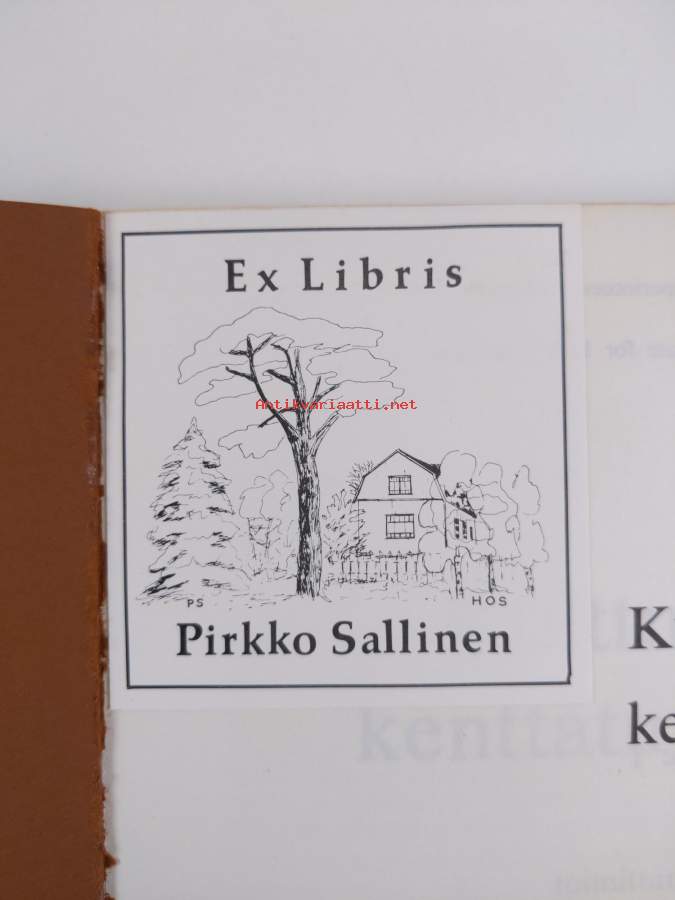 Ex Libris
Antikvariaatti.net
PS HOS
Pirkko Sallinen
K
ke